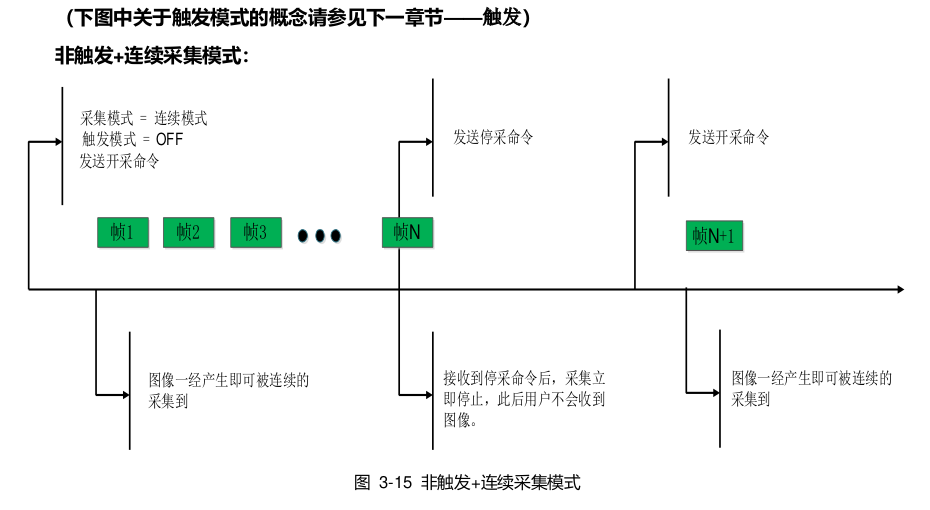 （下图中关于触发模式的概念请参见下一章节——触发）
非触发+连续采集模式：
采集模式 = 连续模式
触发模式 = OFF
发送开采命令
发送停采命令
发送开采命令
帧1
帧2
帧3
帧N
帧N+1
图像一经产生即可被连续的
采集到
接收到停采命令后，采集立
即停止，此后用户不会收到
图像。
图像一经产生即可被连续的
采集到
图 3-15 非触发+连续采集模式